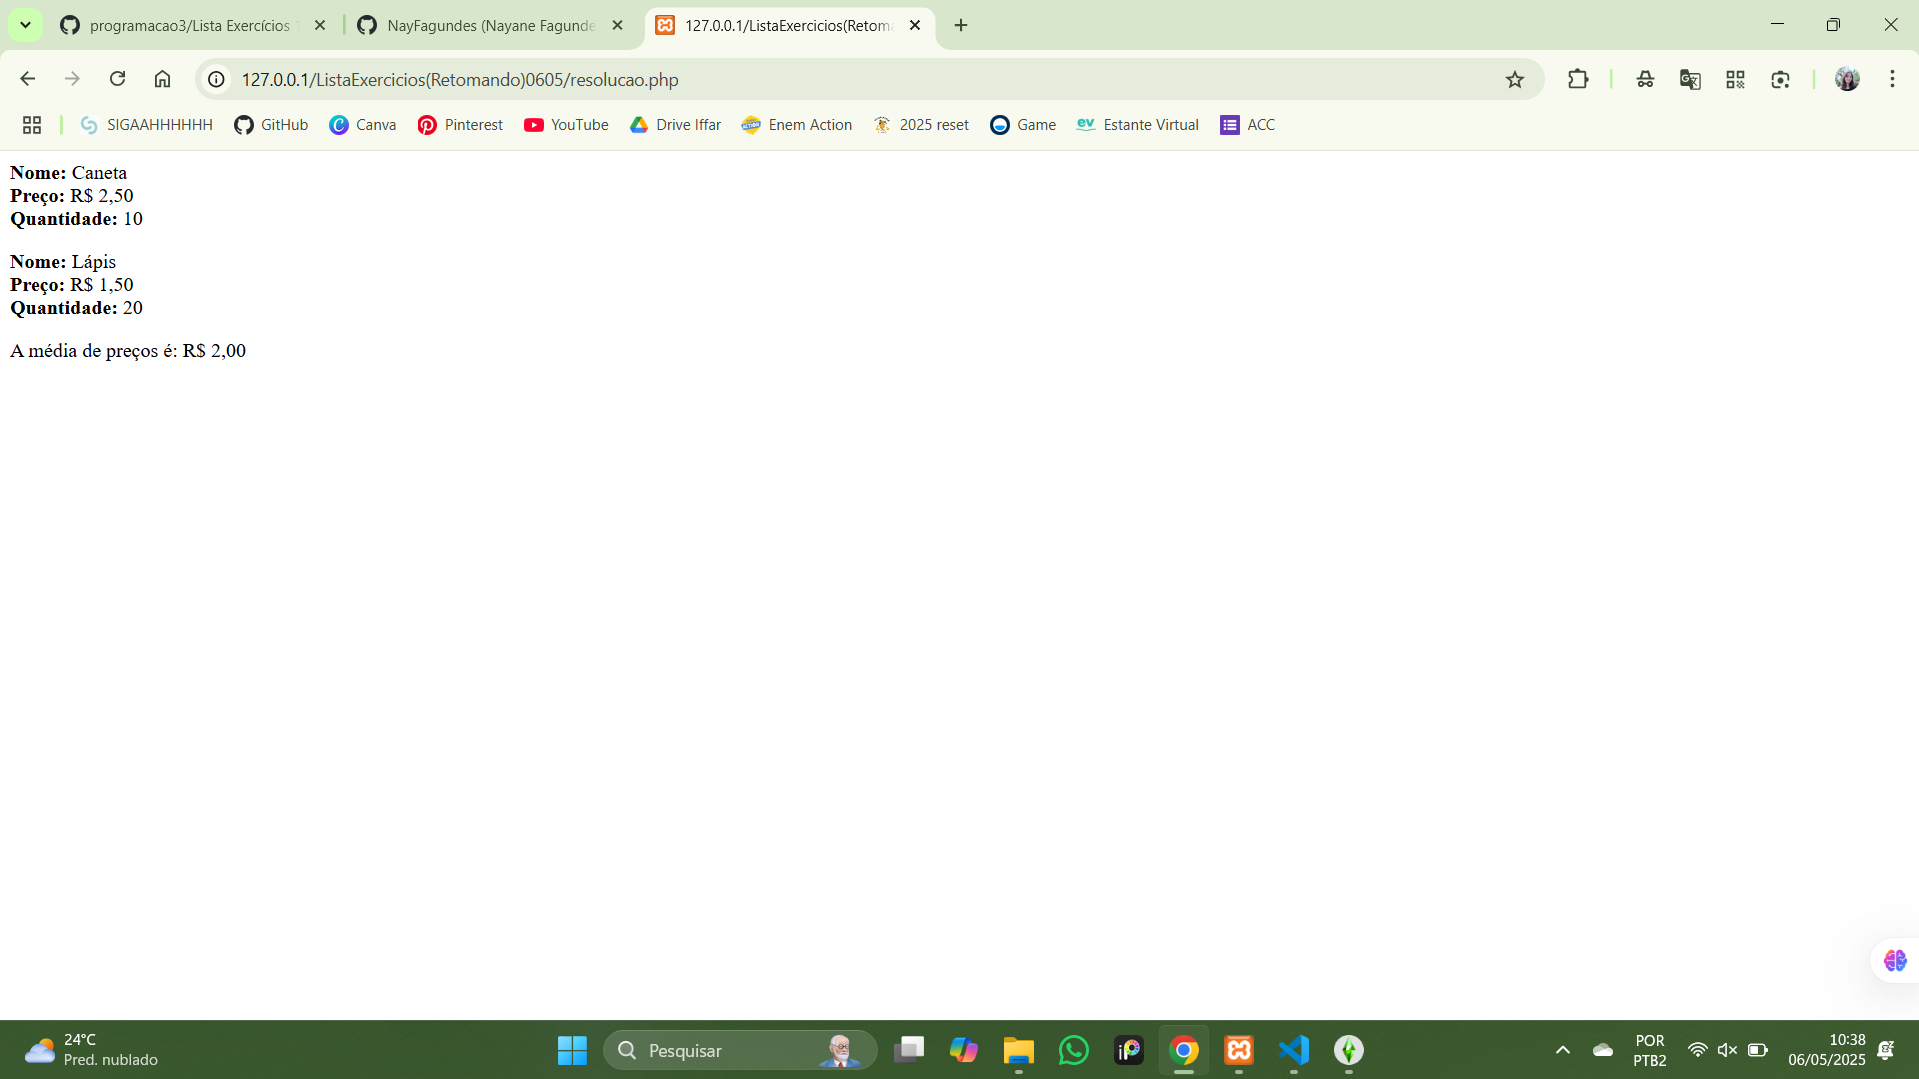 programacao3/Lista Exercícios
NayFagundes (Nayane Fagunde
127.0.0.1/ListaExercicios(Retoma
127.0.0.1/ListaExercicios(Retomando)0605/resolucao.php
SIGAAHHHHHH
GitHub
Canva
Pinterest
YouTube
Drive Iffar
Enem Action
2025 reset
Game
Estante Virtual
ACC
Nome: Caneta
Preço: R$ 2,50
Quantidade: 10
Nome: Lápis
Preço: R$ 1,50
Quantidade: 20
A média de preços é: R$ 2,00
24°C
Pred. nublado
Pesquisar
POR
PTB2
10:38
06/05/2025